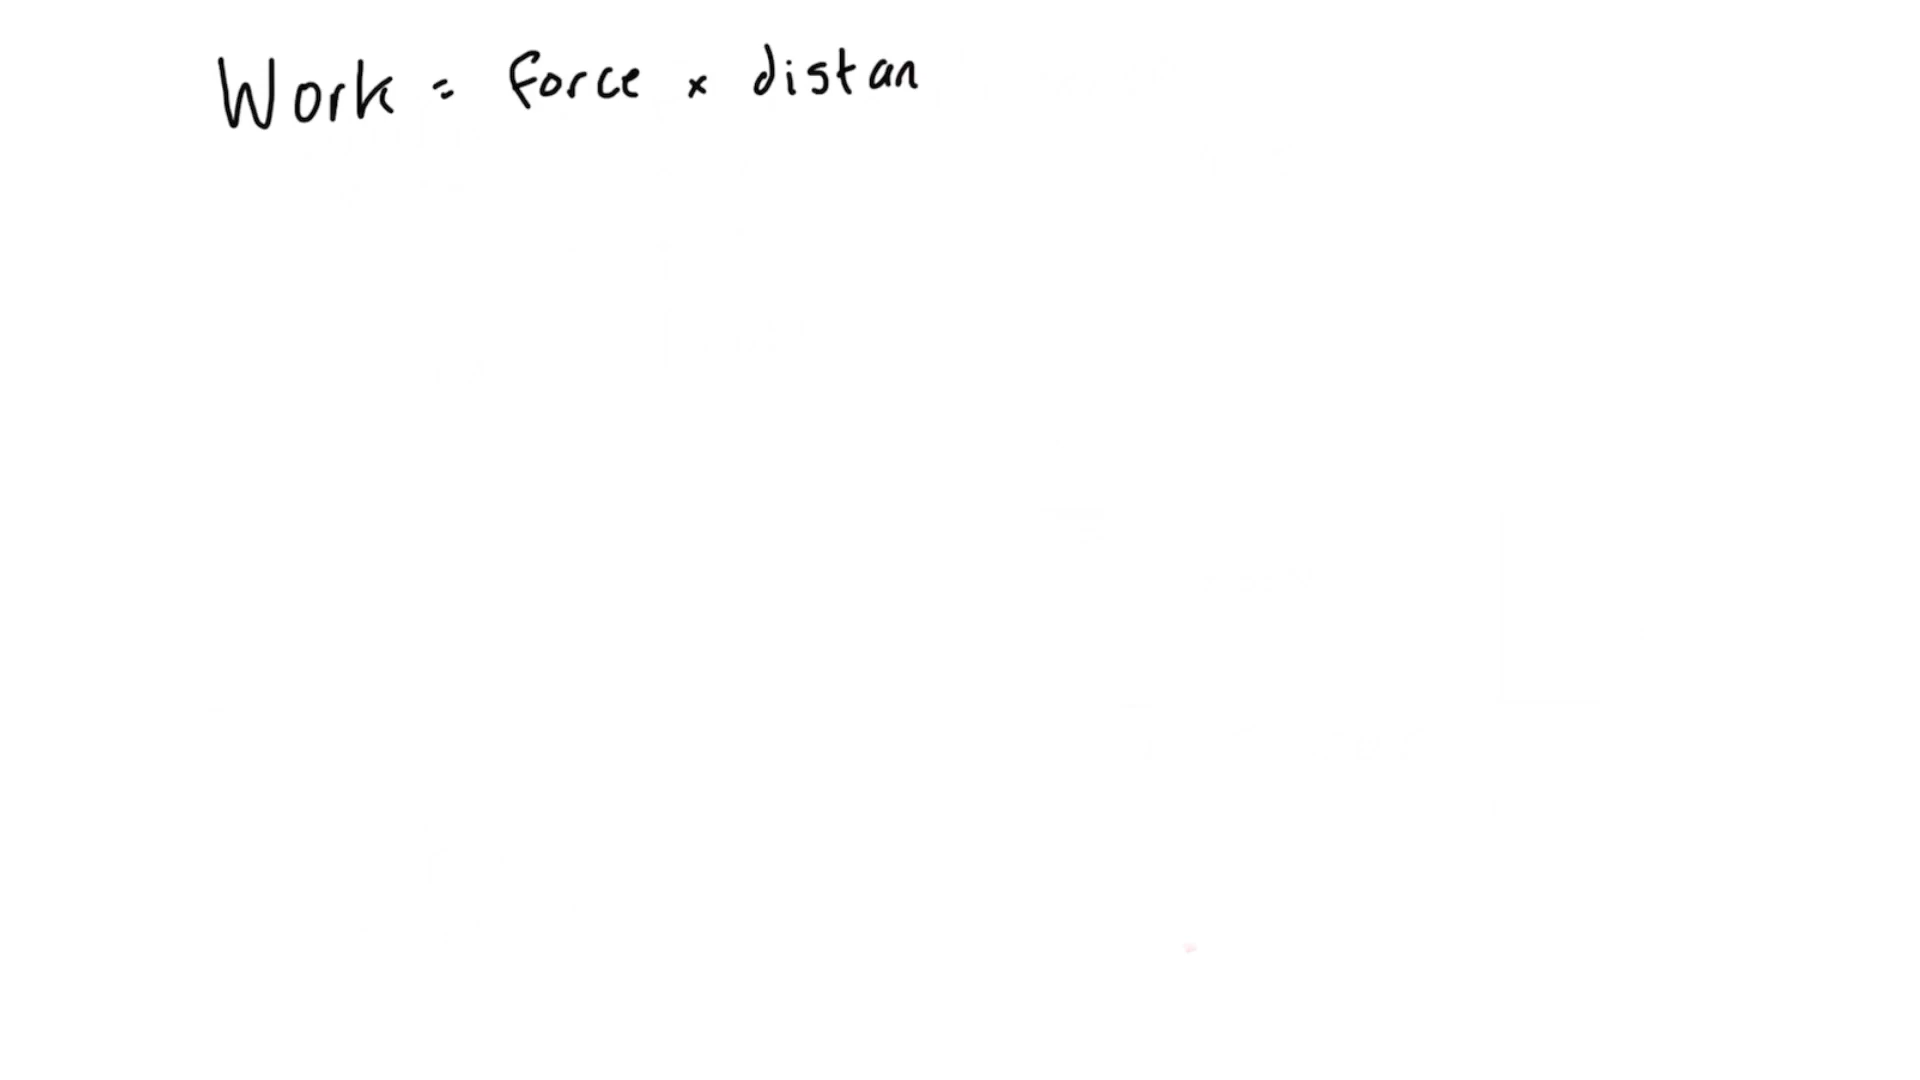 Work = force × distan